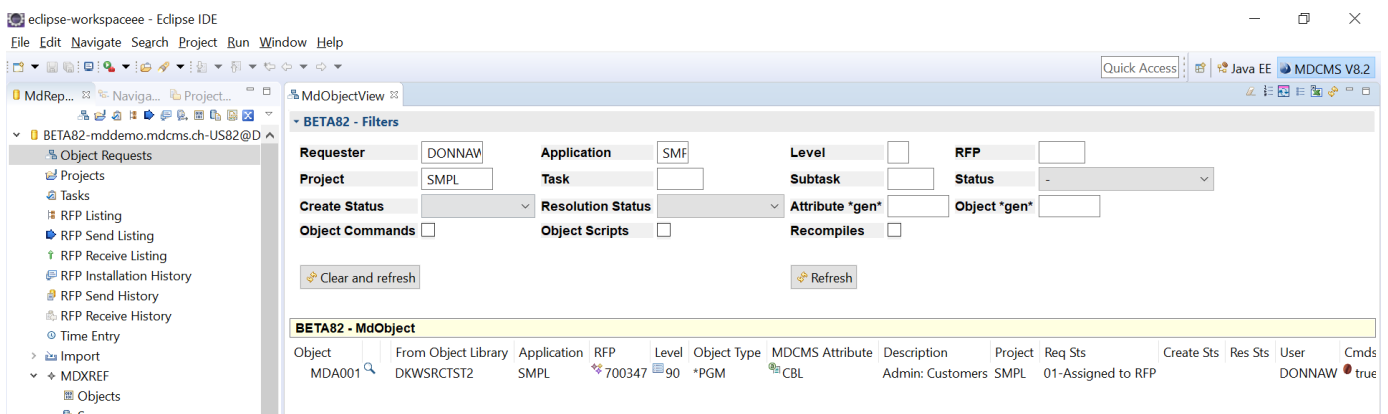 eclipse-workspaceee - Eclipse IDE
File Edit Navigate Search Project Run Window Help
Quick Access Java EE MDCMS V8.2
MdRep... Naviga... Project... MdObjectView
BETA82-mddemo.mdcms.ch-US82@D
Object Requests
Projects
Tasks
RFP Listing
RFP Send Listing
RFP Receive Listing
RFP Installation History
RFP Send History
RFP Receive History
Time Entry
Import
MDXREF
Objects
BETA82 - Filters
Requester DONNAW Application SMP Level RFP
Project SMPL Task Subtask Status -
Create Status Resolution Status Attribute *gen* Object *gen*
Object Commands Object Scripts Recompiles
Clear and refresh Refresh
BETA82 - MdObject
Object From Object Library Application RFP Level Object Type MDCMS Attribute Description Project Req Sts Create Sts Res Sts User Cmds
MDA001 DKWSRCTST2 SMPL 700347 90 *PGM CBL Admin: Customers SMPL 01-Assigned to RFP DONNAW true